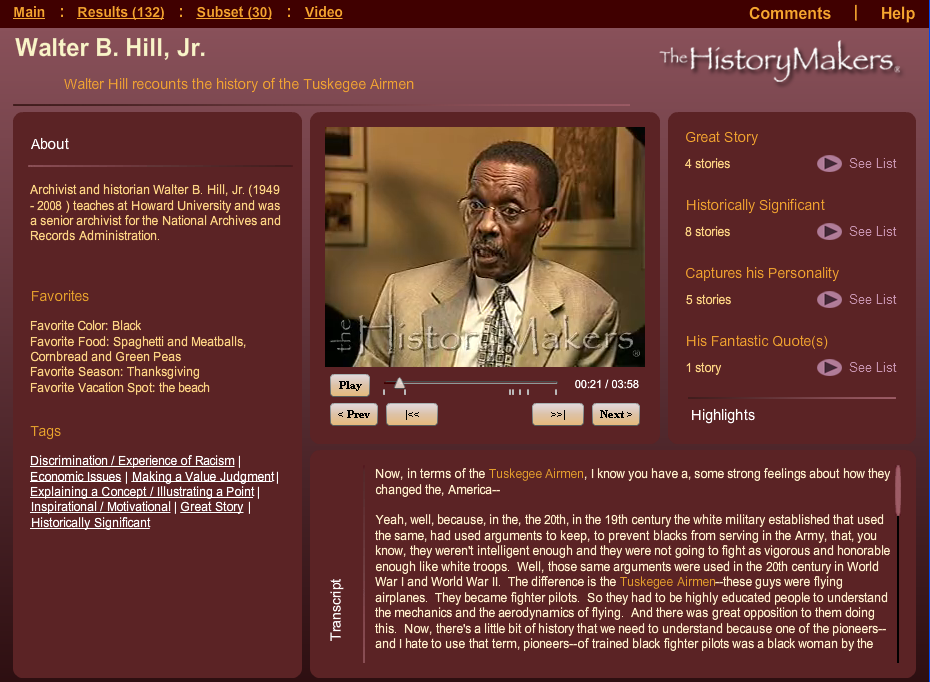 Main : Results (132) : Subset (30) : Video
Comments | Help
Walter B. Hill, Jr.
Walter Hill recounts the history of the Tuskegee Airmen
The HistoryMakers®
About
Archivist and historian Walter B. Hill, Jr. (1949
- 2008 ) teaches at Howard University and was
a senior archivist for the National Archives and
Records Administration.
Favorites
Favorite Color: Black
Favorite Food: Spaghetti and Meatballs,
Cornbread and Green Peas
Favorite Season: Thanksgiving
Favorite Vacation Spot: the beach
Tags
Discrimination / Experience of Racism |
Economic Issues | Making a Value Judgment |
Explaining a Concept / Illustrating a Point |
Inspirational / Motivational | Great Story |
Historically Significant
the HistoryMakers®
Play
00:21 / 03:58
< Prev
|<<
>>|
Next >
Great Story
4 stories See List
Historically Significant
8 stories See List
Captures his Personality
5 stories See List
His Fantastic Quote(s)
1 story See List
Highlights
Transcript
Now, in terms of the Tuskegee Airmen, I know you have a, some strong feelings about how they
changed the, America--
Yeah, well, because, in the, the 20th, in the 19th century the white military established that used
the same, had used arguments to keep, to prevent blacks from serving in the Army, that, you
know, they weren't intelligent enough and they were not going to fight as vigorous and honorable
enough like white troops.  Well, those same arguments were used in the 20th century in World
War I and World War II.  The difference is the Tuskegee Airmen--these guys were flying
airplanes.  They became fighter pilots.  So they had to be highly educated people to understand
the mechanics and the aerodynamics of flying.  And there was great opposition to them doing
this.  Now, there's a little bit of history that we need to understand because one of the pioneers--
and I hate to use that term, pioneers--of trained black fighter pilots was a black woman by the